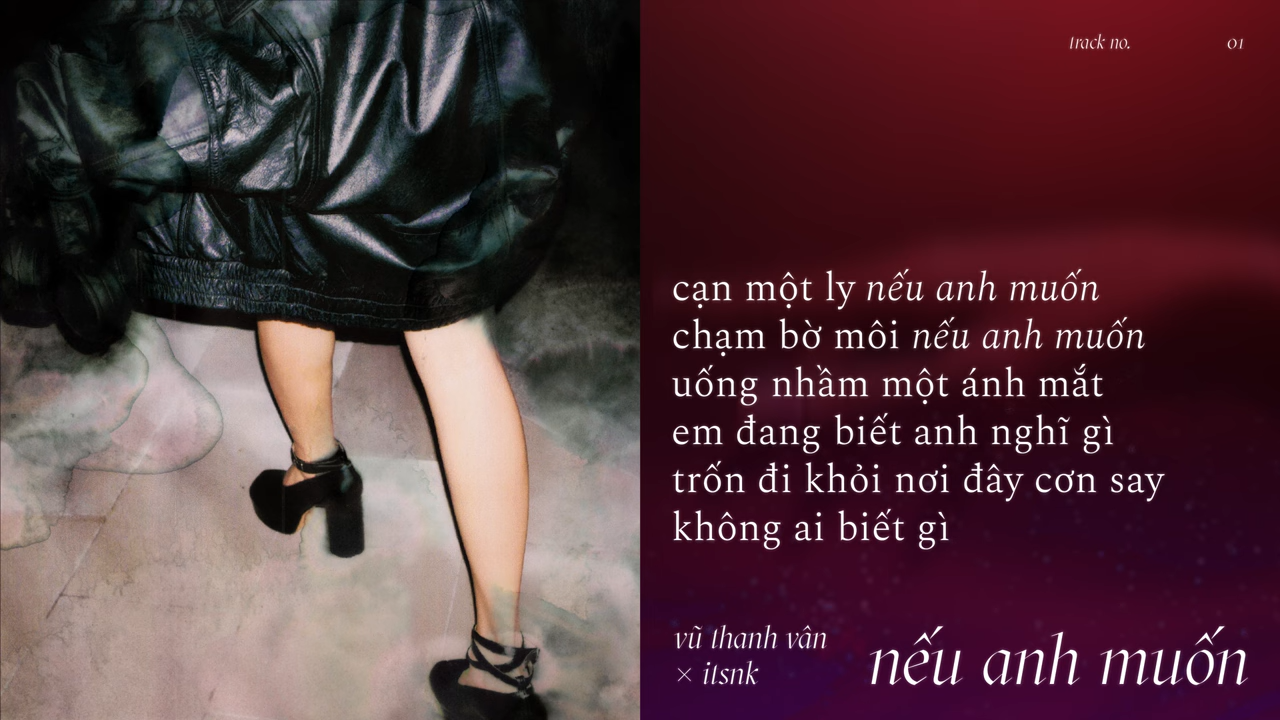 track no. 01
cạn một ly nếu anh muốn
chạm bờ môi nếu anh muốn
uống nhầm một ánh mắt
em đang biết anh nghĩ gì
trốn đi khỏi nơi đây cơn say
không ai biết gì
vũ thanh vân
× itsnk
nếu anh muốn